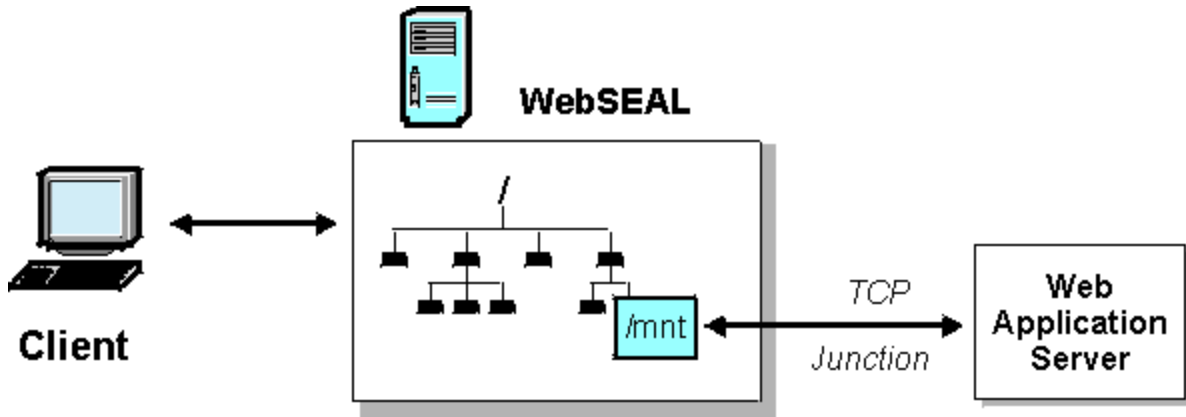 WebSEAL
/
Client
/mnt
TCP
Junction
Web
Application
Server